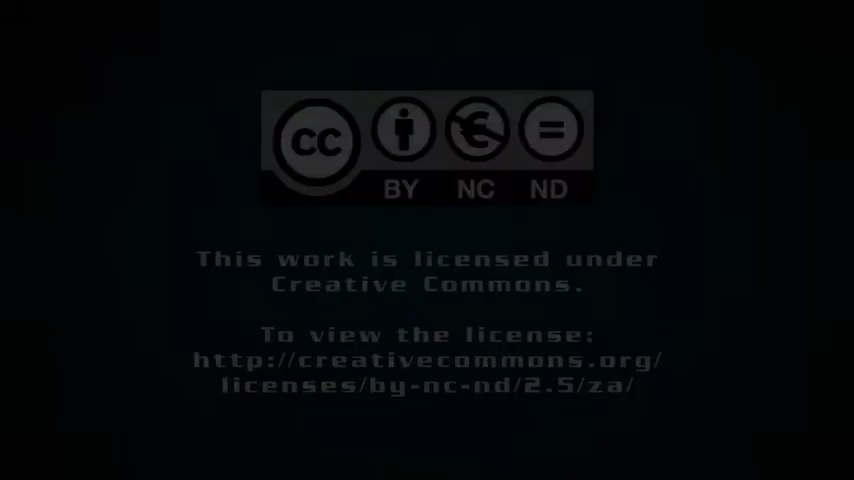 CC
BY NC ND
This work is licensed under
Creative Commons.
To view the license:
http://creativecommons.org/
licenses/by-nc-nd/2.5/za/